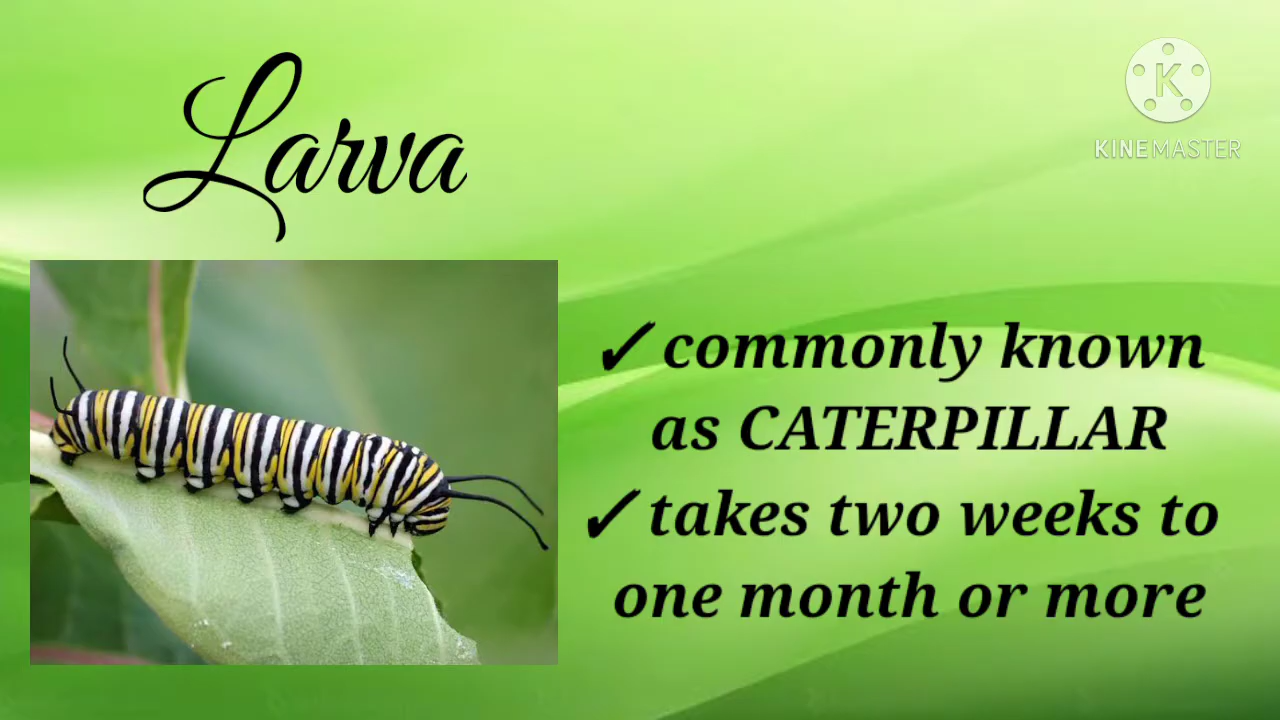 Larva
K
KINEMASTER
✓ commonly known
as CATERPILLAR
✓ takes two weeks to
one month or more